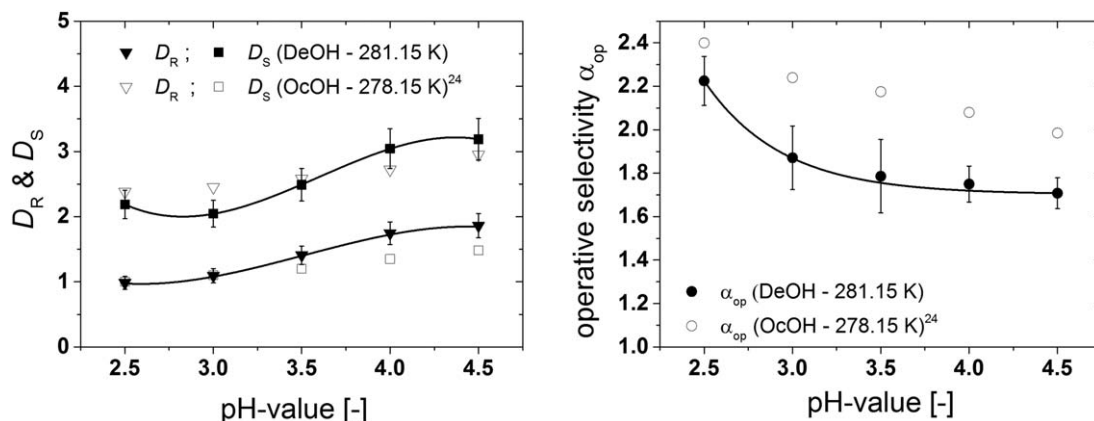 5
4
3
2
1
0
D_R & D_S
D_R ; D_S (DeOH - 281.15 K)
D_R ; D_S (OcOH - 278.15 K)^24
2.5 3.0 3.5 4.0 4.5
pH-value [-]
2.4
2.2
2.0
1.8
1.6
1.4
1.2
1.0
operative selectivity α_op
α_op (DeOH - 281.15 K)
α_op (OcOH - 278.15 K)^24
2.5 3.0 3.5 4.0 4.5
pH-value [-]